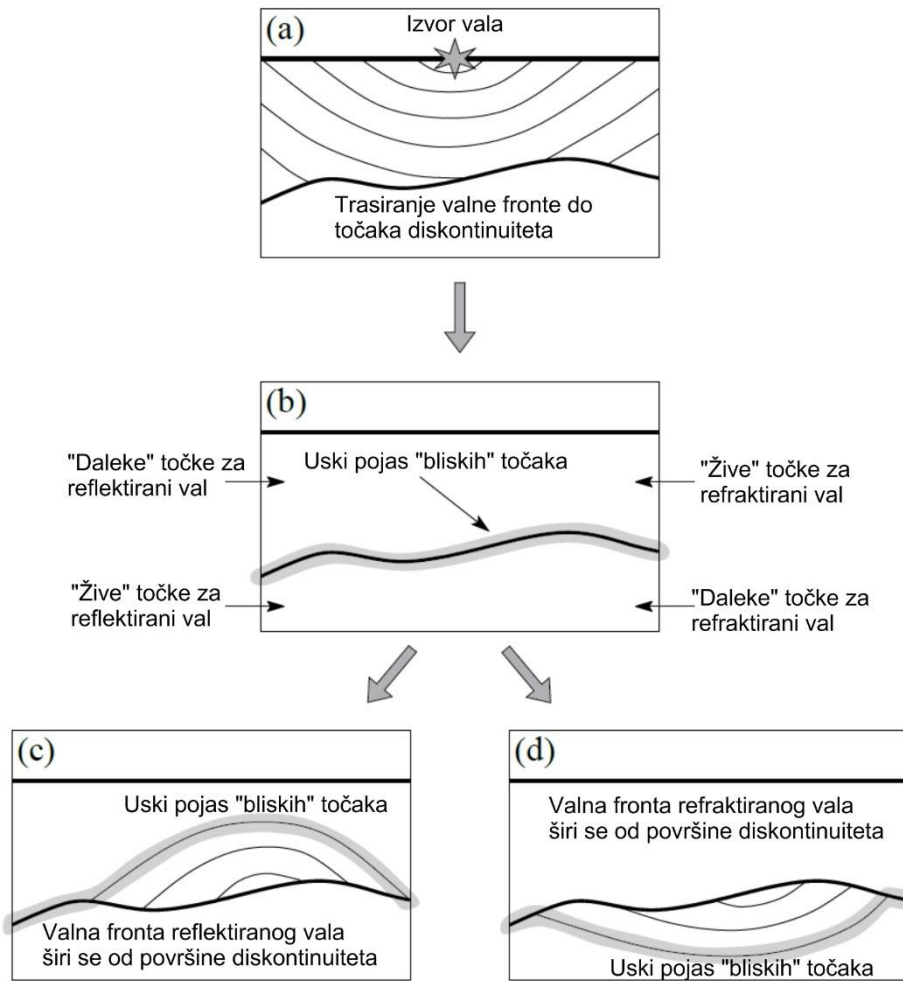 (a)
Izvor vala
Trasiranje valne fronte do
točaka diskontinuiteta
(b)
"Daleke" točke za
reflektirani val
Uski pojas "bliskih" točaka
"Žive" točke za
refraktirani val
"Žive" točke za
reflektirani val
"Daleke" točke za
refraktirani val
(c)
Uski pojas "bliskih" točaka
Valna fronta reflektiranog vala
širi se od površine diskontinuiteta
(d)
Valna fronta refraktiranog vala
širi se od površine diskontinuiteta
Uski pojas "bliskih" točaka